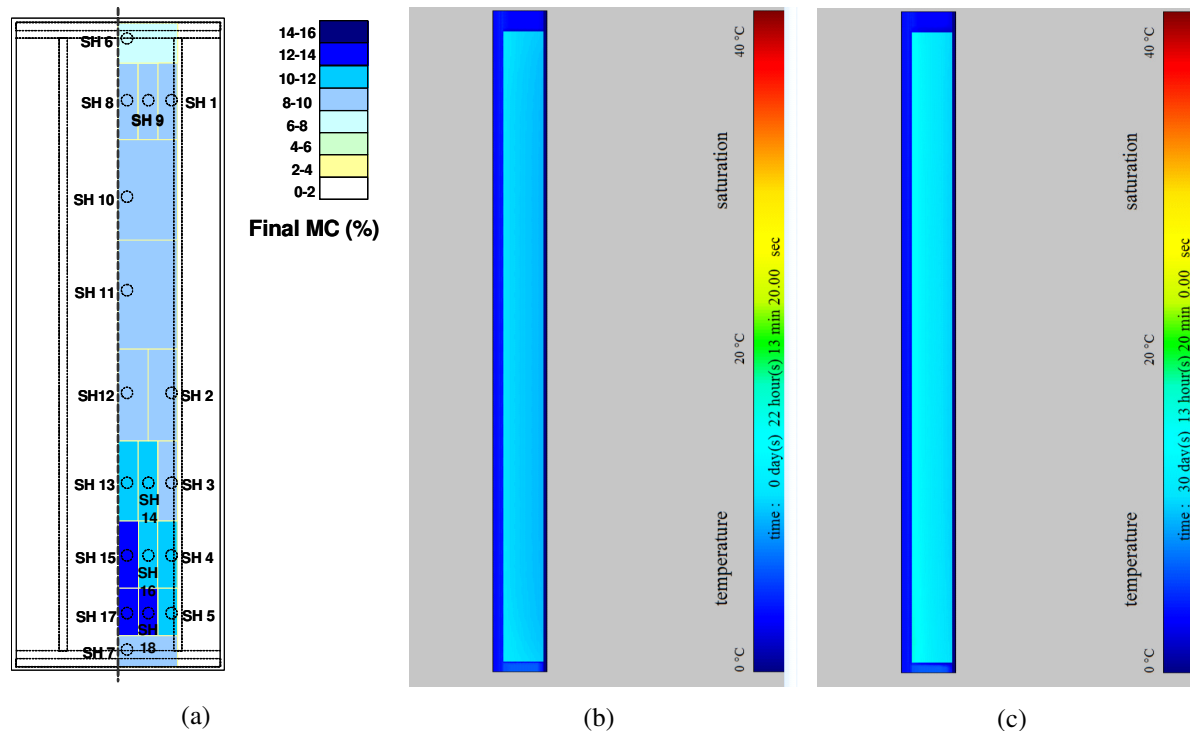 SH 6
SH 8
SH 9
SH 1
SH 10
SH 11
SH12
SH 2
SH 13
SH
14
SH 3
SH 15
SH
16
SH 4
SH 17
SH
18
SH 5
SH 7
14-16
12-14
10-12
8-10
6-8
4-6
2-4
0-2
Final MC (%)
(a)
temperature
saturation
time : 0 day(s) 22 hour(s) 13 min 20.00 sec
0 °C
20 °C
40 °C
(b)
temperature
saturation
time : 30 day(s) 13 hour(s) 20 min 0.00 sec
0 °C
20 °C
40 °C
(c)